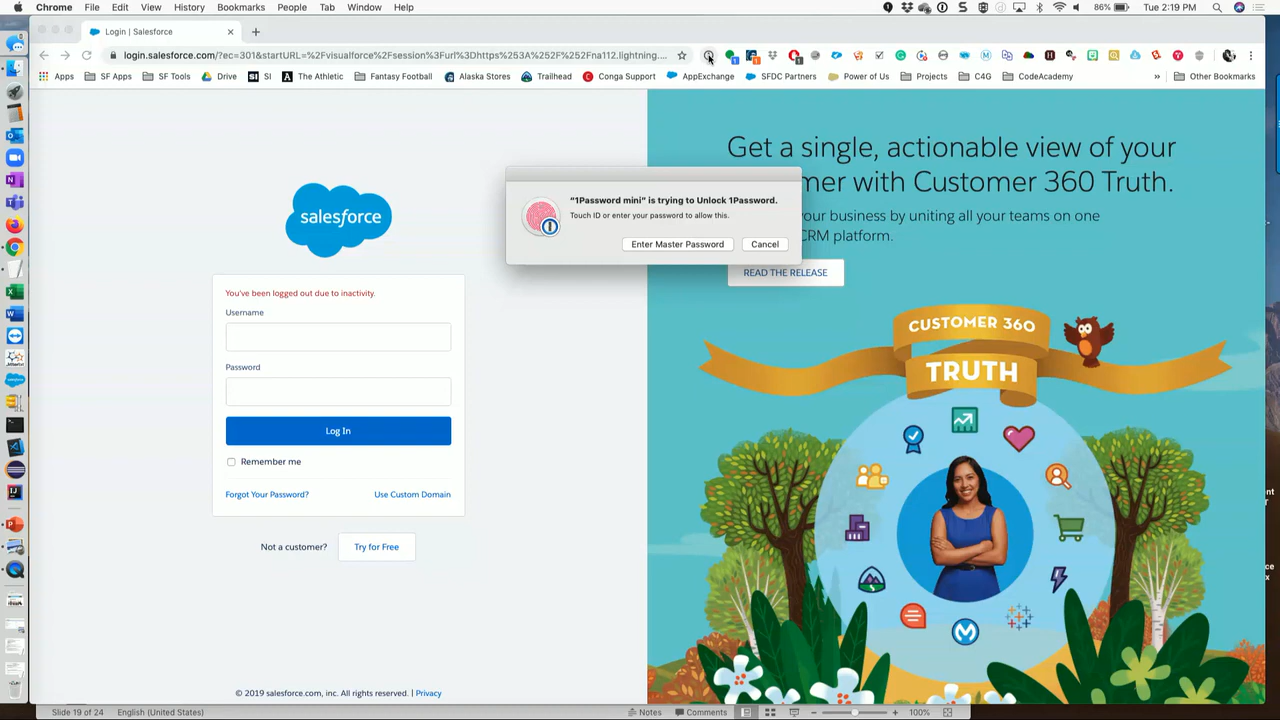 Chrome File Edit View History Bookmarks People Tab Window Help 86% Tue 2:19 PM
Login | Salesforce
login.salesforce.com/?ec=301&startURL=%2Fvisualforce%2Fsession%3Furl%3Dhttps%253A%252F%252Fna112.lightning....
Apps SF Apps SF Tools Drive SI The Athletic Fantasy Football Alaska Stores Trailhead Conga Support AppExchange SFDC Partners Power of Us Projects C4G CodeAcademy » Other Bookmarks
Get a single, actionable view of your
mer with Customer 360 Truth.
your business by uniting all your teams on one
CRM platform.
READ THE RELEASE
"1Password mini" is trying to Unlock 1Password.
Touch ID or enter your password to allow this.
Enter Master Password Cancel
salesforce
You've been logged out due to inactivity.
Username
Password
Log In
Remember me
Forgot Your Password? Use Custom Domain
Not a customer? Try for Free
CUSTOMER 360
TRUTH
© 2019 salesforce.com, inc. All rights reserved. | Privacy
Slide 19 of 24 English (United States) Notes Comments 100%